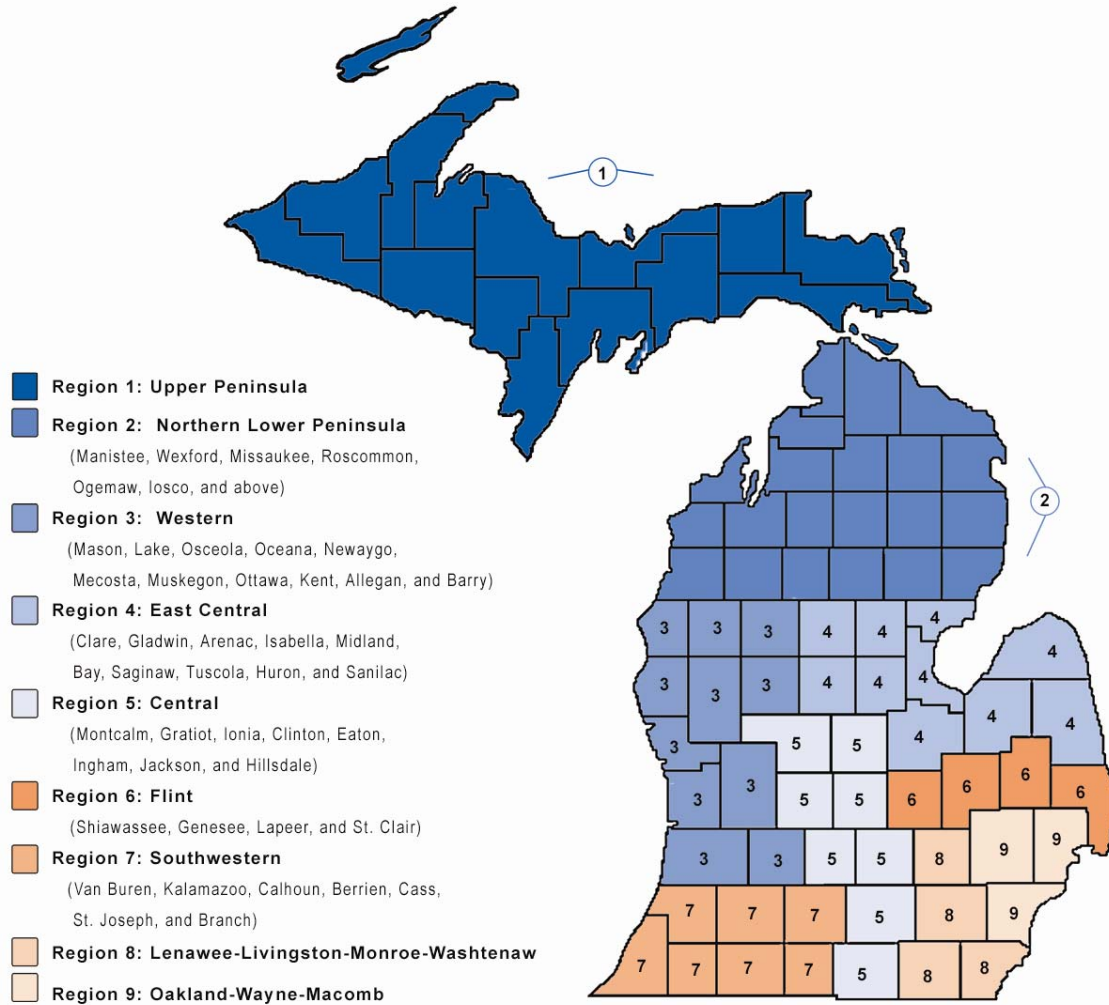 1
Region 1: Upper Peninsula
Region 2: Northern Lower Peninsula
(Manistee, Wexford, Missaukee, Roscommon,
Ogemaw, Iosco, and above)
Region 3: Western
(Mason, Lake, Osceola, Oceana, Newaygo,
Mecosta, Muskegon, Ottawa, Kent, Allegan, and Barry)
Region 4: East Central
(Clare, Gladwin, Arenac, Isabella, Midland,
Bay, Saginaw, Tuscola, Huron, and Sanilac)
Region 5: Central
(Montcalm, Gratiot, Ionia, Clinton, Eaton,
Ingham, Jackson, and Hillsdale)
Region 6: Flint
(Shiawassee, Genesee, Lapeer, and St. Clair)
Region 7: Southwestern
(Van Buren, Kalamazoo, Calhoun, Berrien, Cass,
St. Joseph, and Branch)
Region 8: Lenawee-Livingston-Monroe-Washtenaw
Region 9: Oakland-Wayne-Macomb
2
3 3 3 4 4 4
4
3 3 3 4 4 4
4 4
3 5 5 4
3 3 5 5 6 6 6 6
3 3 5 5 8 9 9
7 7 7 5 8 9
7 7 7 7 5 8 8